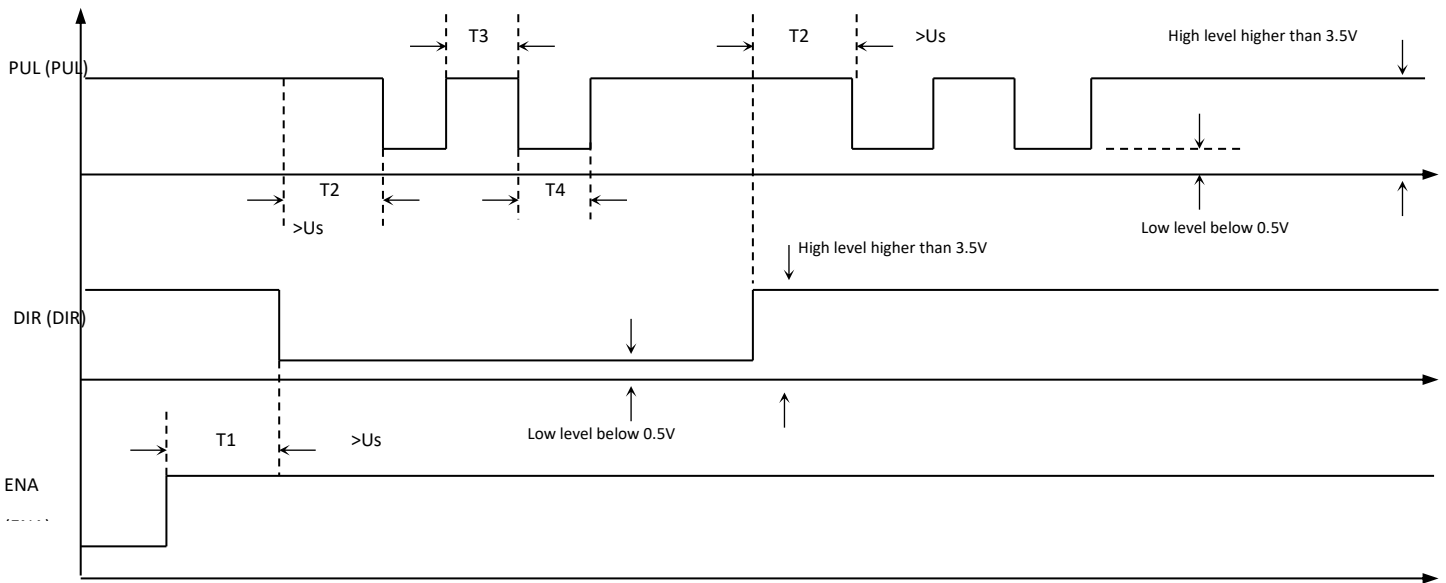 T3
T2
>Us
High level higher than 3.5V
PUL (PUL)
T2
T4
>Us
Low level below 0.5V
High level higher than 3.5V
DIR (DIR)
Low level below 0.5V
T1
>Us
ENA